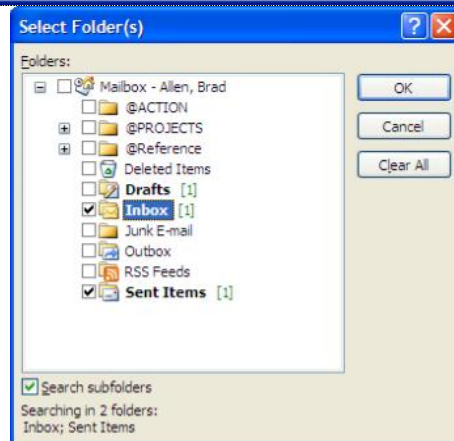 Select Folder(s)
Folders:
Mailbox - Allen, Brad
@ACTION
@PROJECTS
@Reference
Deleted Items
Drafts [1]
Inbox [1]
Junk E-mail
Outbox
RSS Feeds
Sent Items [1]
OK
Cancel
Clear All
Search subfolders
Searching in 2 folders:
Inbox; Sent Items